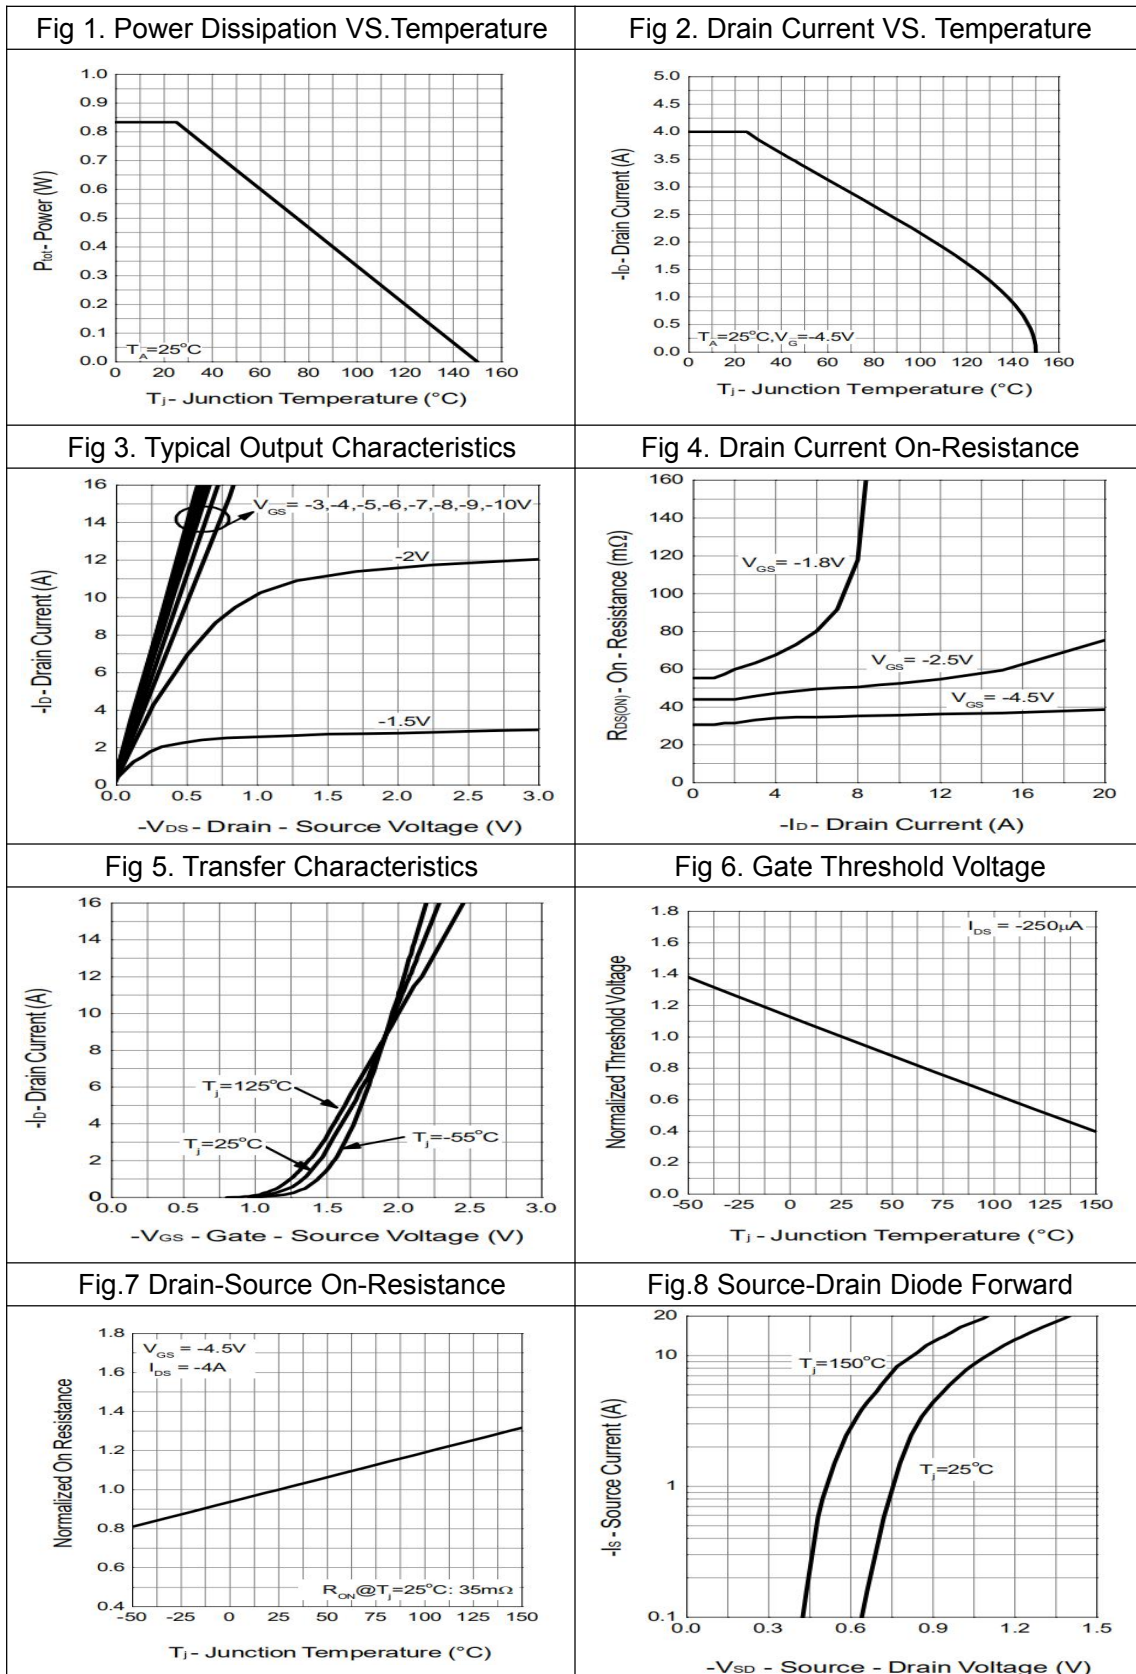 Fig 1. Power Dissipation VS.Temperature
1.0
0.9
0.8
0.7
0.6
0.5
0.4
0.3
0.2
0.1
0.0
Ptot- Power (W)
TA=25°C
0 20 40 60 80 100 120 140 160
Tj- Junction Temperature (°C)
Fig 2. Drain Current VS. Temperature
5.0
4.5
4.0
3.5
3.0
2.5
2.0
1.5
1.0
0.5
0.0
-ID- Drain Current (A)
TA=25°C,VG=-4.5V
0 20 40 60 80 100 120 140 160
Tj- Junction Temperature (°C)
Fig 3. Typical Output Characteristics
16
14
12
10
8
6
4
2
0
-ID- Drain Current (A)
VGS= -3,-4,-5,-6,-7,-8,-9,-10V
-2V
-1.5V
0.0 0.5 1.0 1.5 2.0 2.5 3.0
-VDS - Drain - Source Voltage (V)
Fig 4. Drain Current On-Resistance
160
140
120
100
80
60
40
20
0
RDS(ON)- On - Resistance (mΩ)
VGS= -1.8V
VGS= -2.5V
VGS= -4.5V
0 4 8 12 16 20
-ID- Drain Current (A)
Fig 5. Transfer Characteristics
16
14
12
10
8
6
4
2
0
-ID- Drain Current (A)
Tj=125°C
Tj=25°C
Tj=-55°C
0.0 0.5 1.0 1.5 2.0 2.5 3.0
-VGS - Gate - Source Voltage (V)
Fig 6. Gate Threshold Voltage
1.8
1.6
1.4
1.2
1.0
0.8
0.6
0.4
0.2
0.0
Normalized Threshold Voltage
IDS = -250µA
-50 -25 0 25 50 75 100 125 150
Tj - Junction Temperature (°C)
Fig.7 Drain-Source On-Resistance
1.8
1.6
1.4
1.2
1.0
0.8
0.6
0.4
Normalized On Resistance
VGS = -4.5V
IDS = -4A
RON@Tj=25°C: 35mΩ
-50 -25 0 25 50 75 100 125 150
Tj- Junction Temperature (°C)
Fig.8 Source-Drain Diode Forward
20
10
1
0.1
-IS - Source Current (A)
Tj=150°C
Tj=25°C
0.0 0.3 0.6 0.9 1.2 1.5
-VSD - Source - Drain Voltage (V)